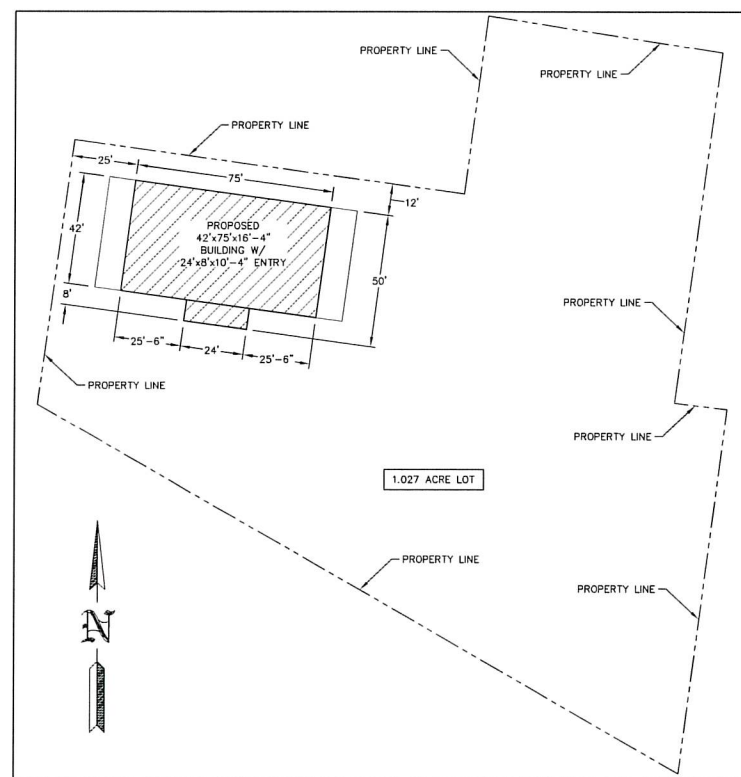 PROPERTY LINE
PROPERTY LINE
PROPERTY LINE
PROPERTY LINE
25'
75'
12'
42'
PROPOSED
42'x75'x16'-4"
BUILDING W/
24'x8'x10'-4" ENTRY
50'
8'
25'-6"
24'
25'-6"
PROPERTY LINE
PROPERTY LINE
PROPERTY LINE
1.027 ACRE LOT
PROPERTY LINE
PROPERTY LINE
N